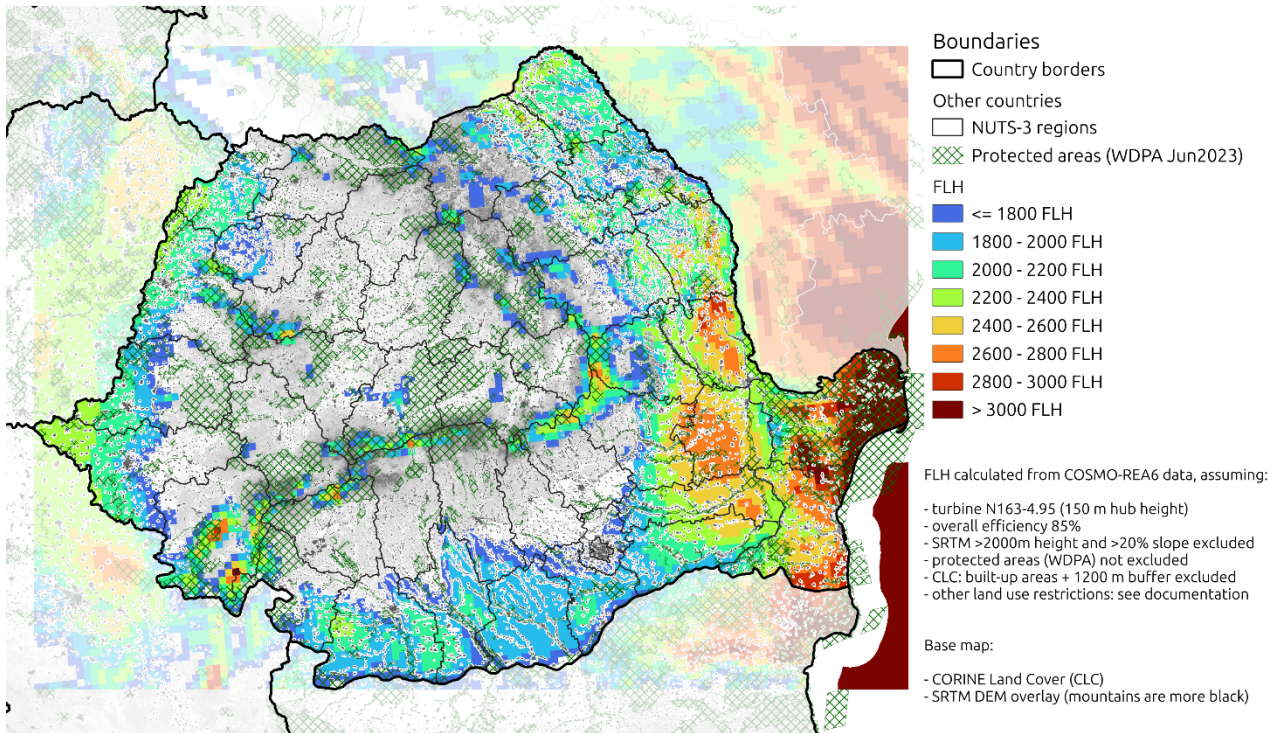 Boundaries
Country borders
Other countries
NUTS-3 regions
Protected areas (WDPA Jun2023)
FLH
<= 1800 FLH
1800 - 2000 FLH
2000 - 2200 FLH
2200 - 2400 FLH
2400 - 2600 FLH
2600 - 2800 FLH
2800 - 3000 FLH
> 3000 FLH
FLH calculated from COSMO-REA6 data, assuming:
- turbine N163-4.95 (150 m hub height)
- overall efficiency 85%
- SRTM >2000m height and >20% slope excluded
- protected areas (WDPA) not excluded
- CLC: built-up areas + 1200 m buffer excluded
- other land use restrictions: see documentation
Base map:
- CORINE Land Cover (CLC)
- SRTM DEM overlay (mountains are more black)